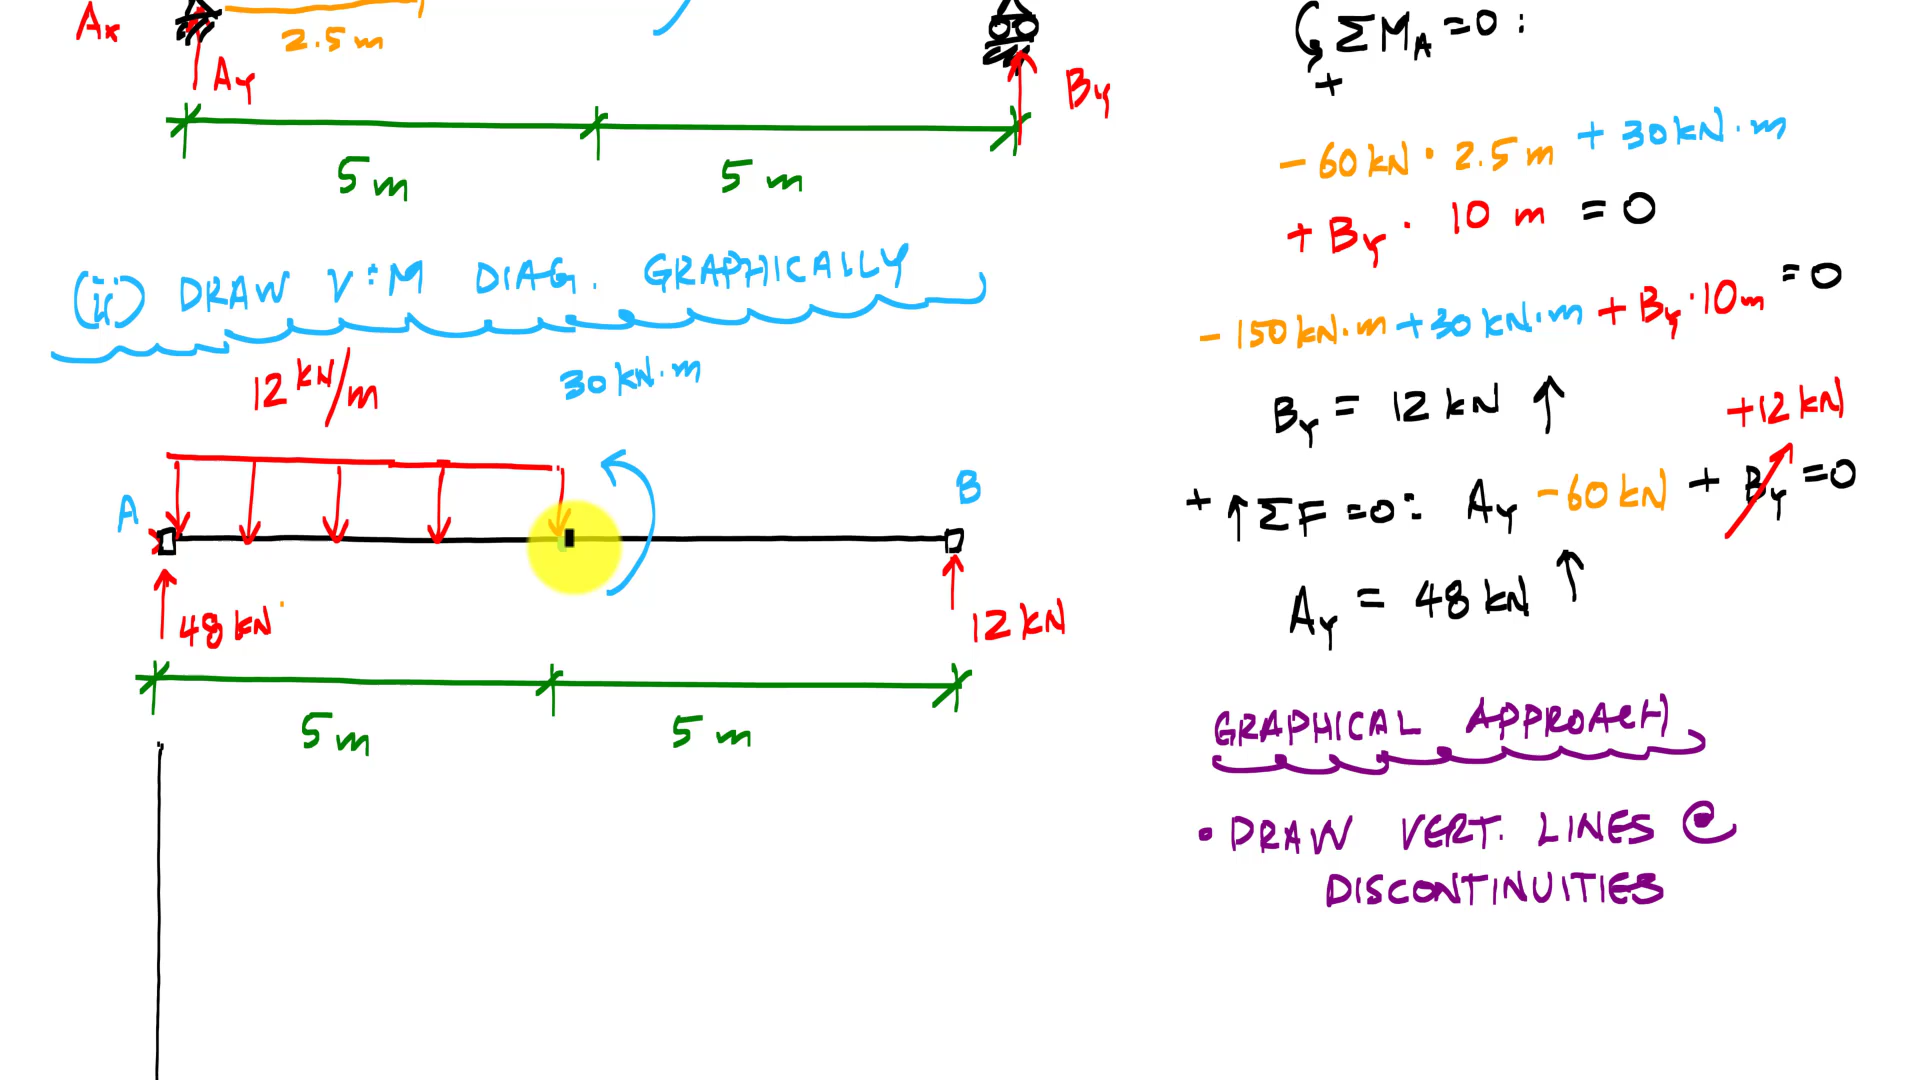 Ax
2.5 m
AY
BY
5 m
5 m
(ii) DRAW V ÷ M DIAG. GRAPHICALLY
12 kN/m
30 kN·m
A
B
48 kN
12 kN
5 m
5 m
ΣMA = 0 :
+
- 60 kN · 2.5 m + 30 kN·m
+ BY · 10 m = 0
- 150 kN·m + 30 kN·m + BY · 10 m = 0
BY = 12 kN ↑
+12 kN
+ ↑ ΣF = 0 : AY - 60 kN + BY = 0
AY = 48 kN ↑
GRAPHICAL APPROACH
• DRAW VERT. LINES @
DISCONTINUITIES